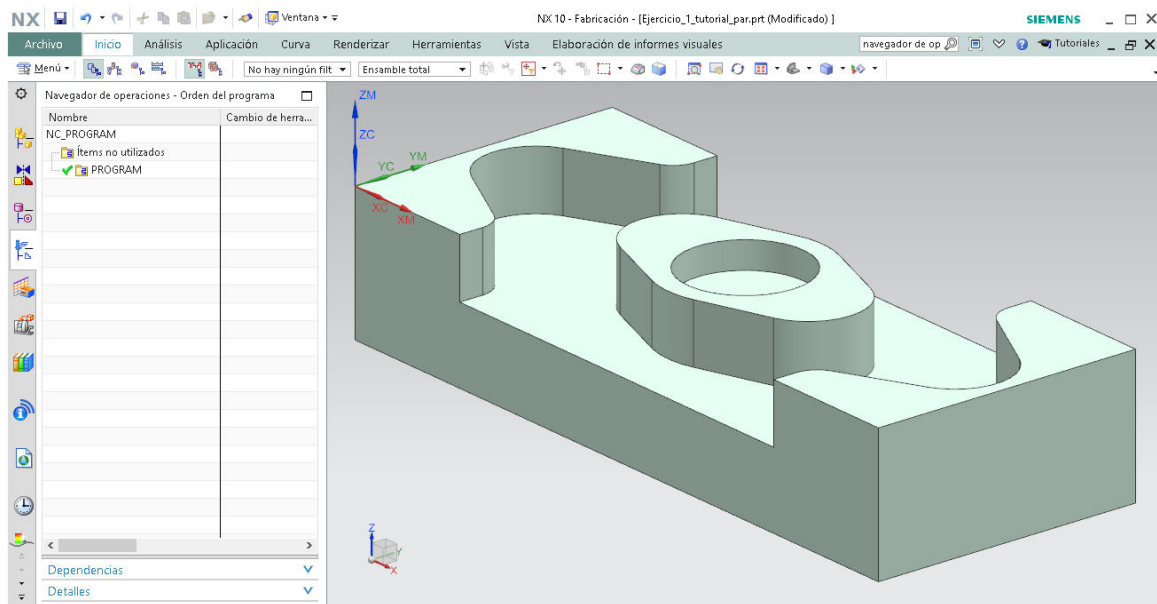 NX Ventana NX 10 - Fabricación - [Ejercicio_1_tutorial_par.prt (Modificado) ] SIEMENS
Archivo Inicio Análisis Aplicación Curva Renderizar Herramientas Vista Elaboración de informes visuales navegador de op Tutoriales
Menú No hay ningún filt Ensamble total
Navegador de operaciones - Orden del programa
Nombre Cambio de herra...
NC_PROGRAM
Ítems no utilizados
PROGRAM
Dependencias
Detalles
ZM
ZC
YC YM
XC XM
Z
Y
X